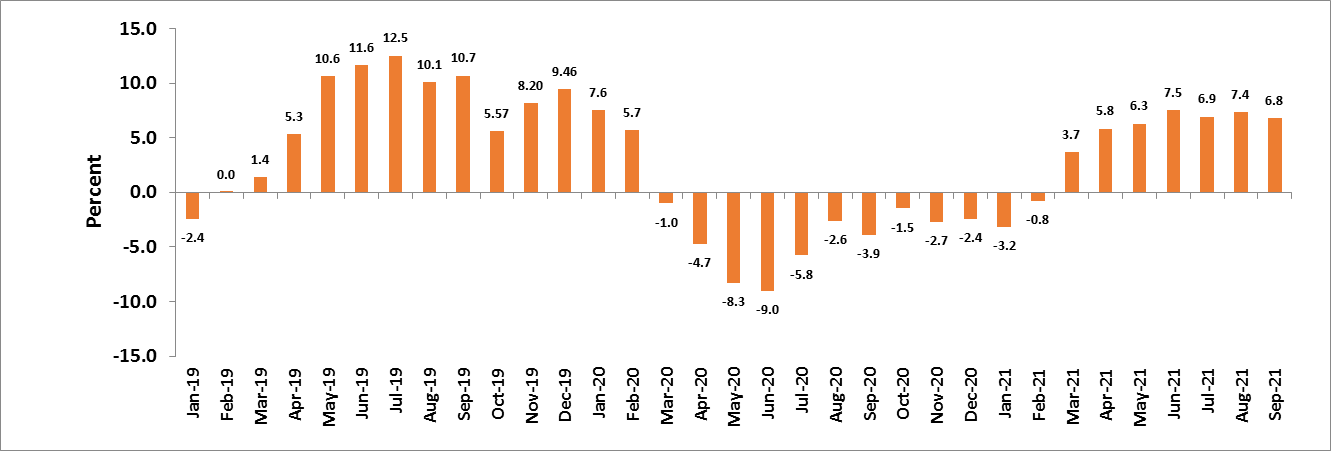 Percent
15.0
10.0
5.0
0.0
-5.0
-10.0
-15.0
-2.4
0.0
1.4
5.3
10.6
11.6
12.5
10.1
10.7
5.57
8.20
9.46
7.6
5.7
-1.0
-4.7
-8.3
-9.0
-5.8
-2.6
-3.9
-1.5
-2.7
-2.4
-3.2
-0.8
3.7
5.8
6.3
7.5
6.9
7.4
6.8
Jan-19
Feb-19
Mar-19
Apr-19
May-19
Jun-19
Jul-19
Aug-19
Sep-19
Oct-19
Nov-19
Dec-19
Jan-20
Feb-20
Mar-20
Apr-20
May-20
Jun-20
Jul-20
Aug-20
Sep-20
Oct-20
Nov-20
Dec-20
Jan-21
Feb-21
Mar-21
Apr-21
May-21
Jun-21
Jul-21
Aug-21
Sep-21